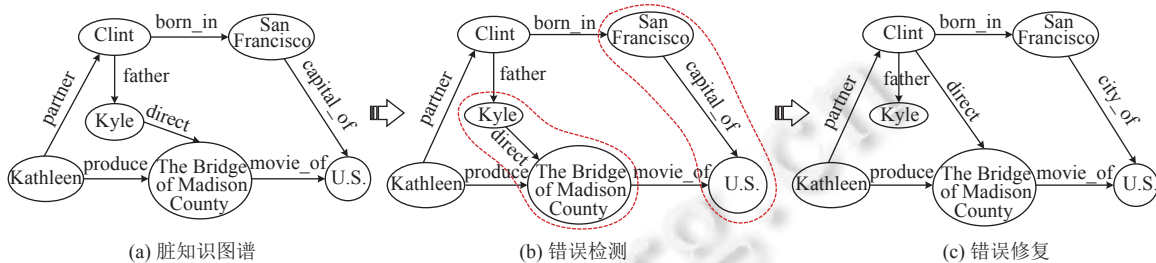 Clint
born_in
San
Francisco
partner
father
capital_of
Kyle
direct
Kathleen
produce
The Bridge
of Madison
County
movie_of
U.S.
(a) 脏知识图谱
Clint
born_in
San
Francisco
partner
father
capital_of
Kyle
direct
Kathleen
produce
The Bridge
of Madison
County
movie_of
U.S.
(b) 错误检测
Clint
born_in
San
Francisco
partner
father
direct
city_of
Kyle
Kathleen
produce
The Bridge
of Madison
County
movie_of
U.S.
(c) 错误修复